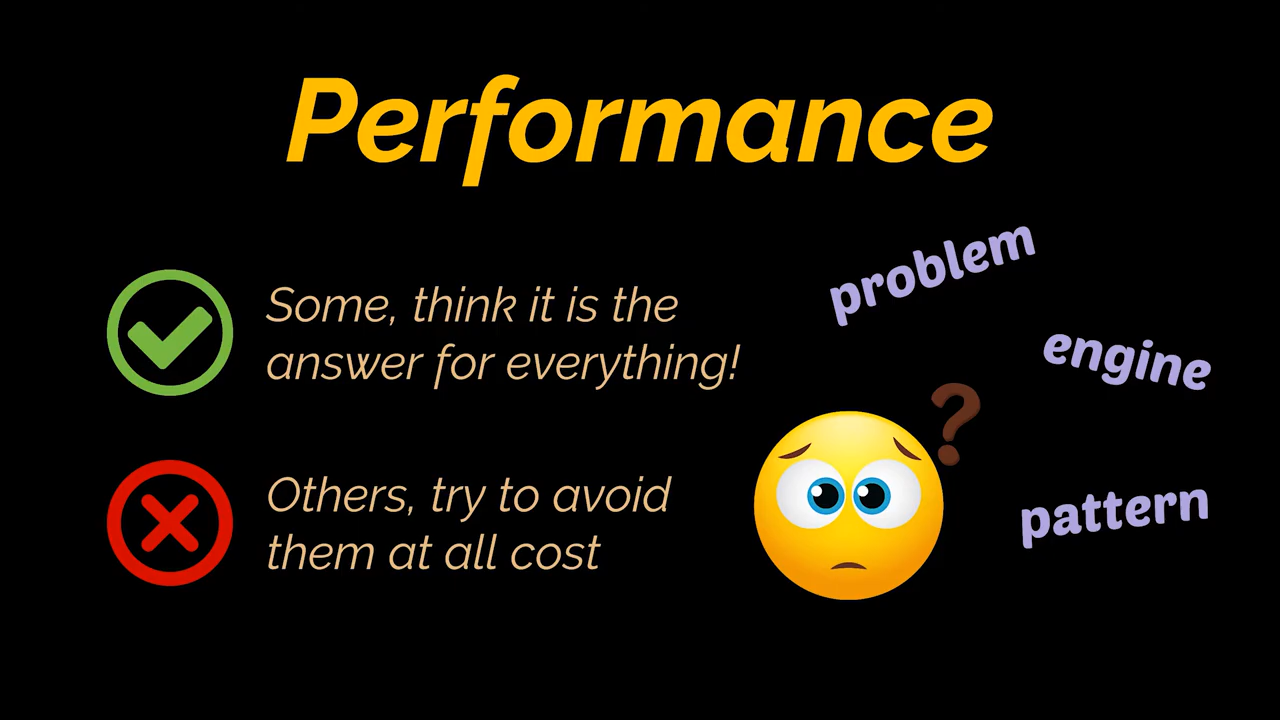 Performance
Some, think it is the
answer for everything!
Others, try to avoid
them at all cost
problem
engine
?
pattern